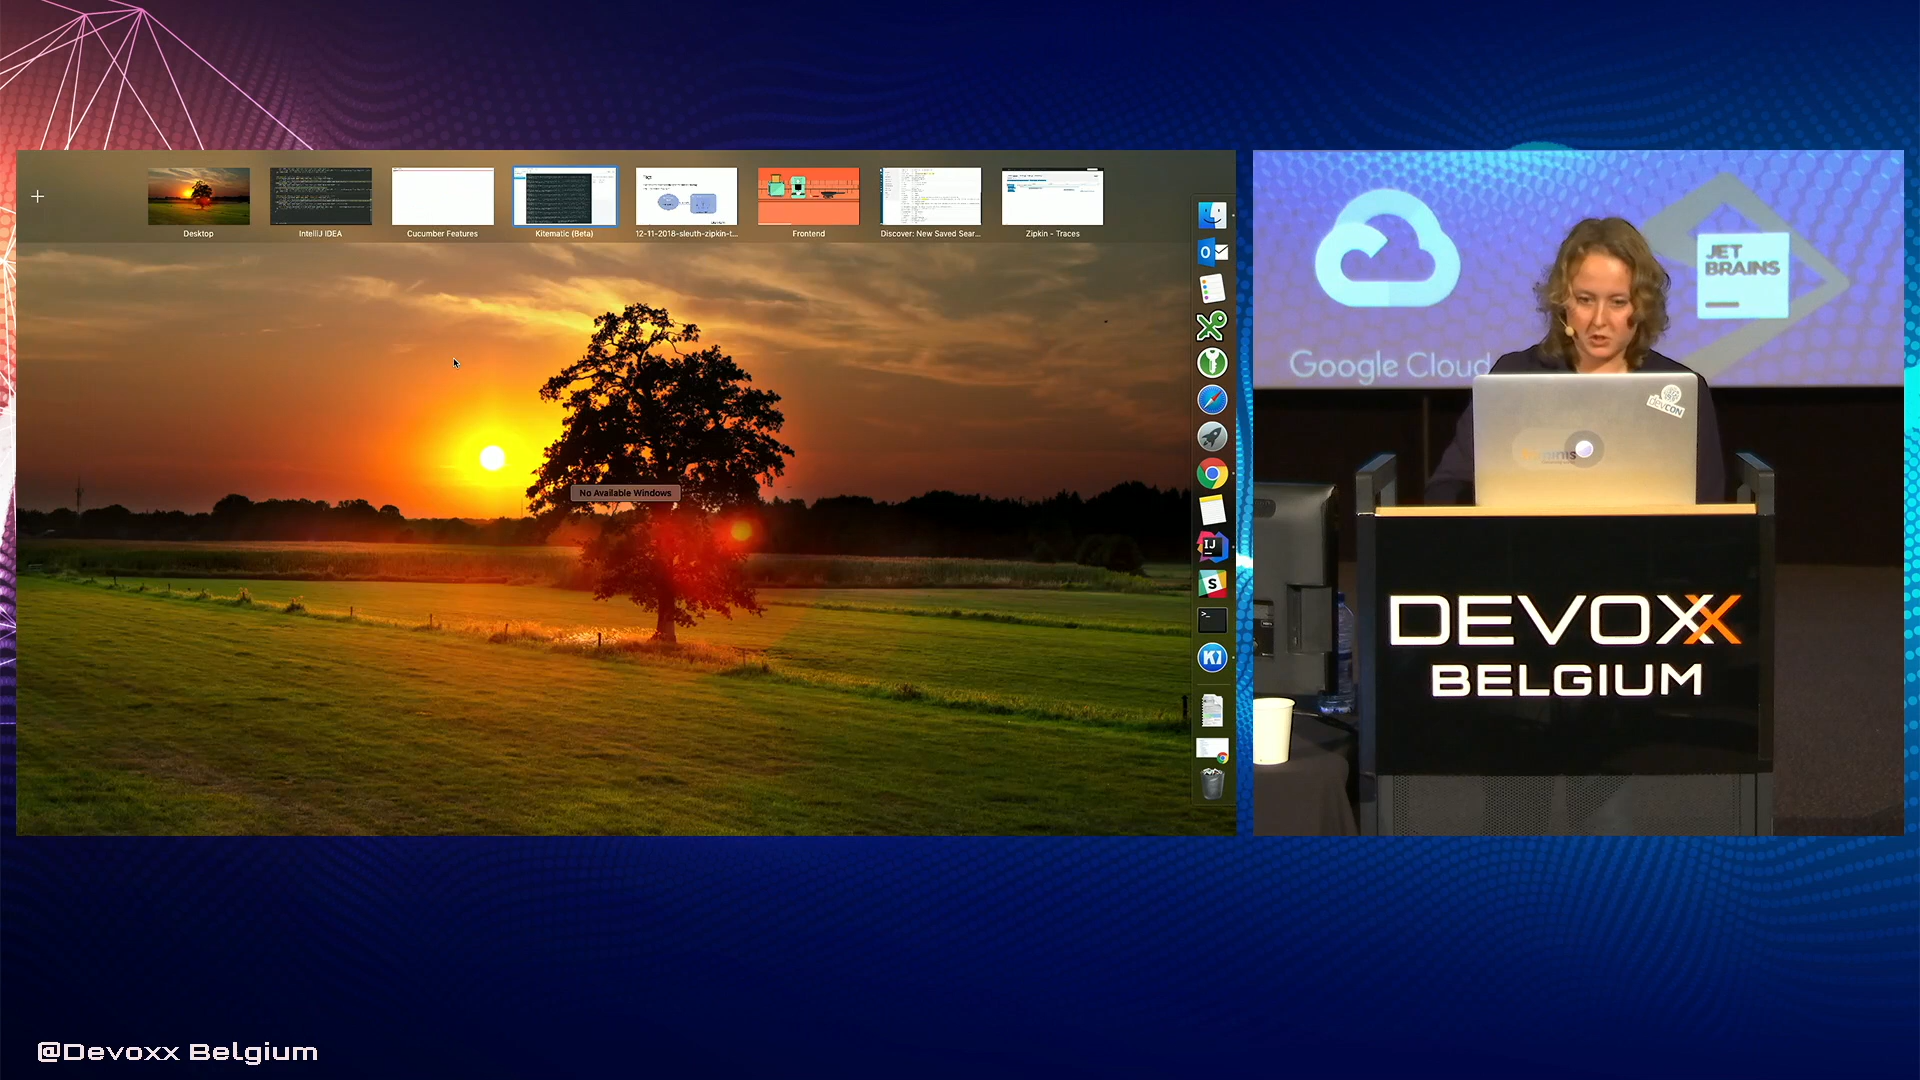 Desktop
IntelliJ IDEA
Cucumber Features
Kitematic (Beta)
12-11-2018-sleuth-zipkin-t...
Frontend
Discover: New Saved Sear...
Zipkin - Traces
No Available Windows
Google Cloud
JET
BRAINS
devCON
DEVOXX
BELGIUM
@Devoxx Belgium